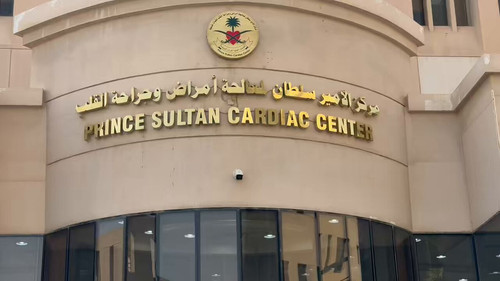 مركز الأمير سلطان لمعالجة أمراض وجراحة القلب
PRINCE SULTAN CARDIAC CENTER